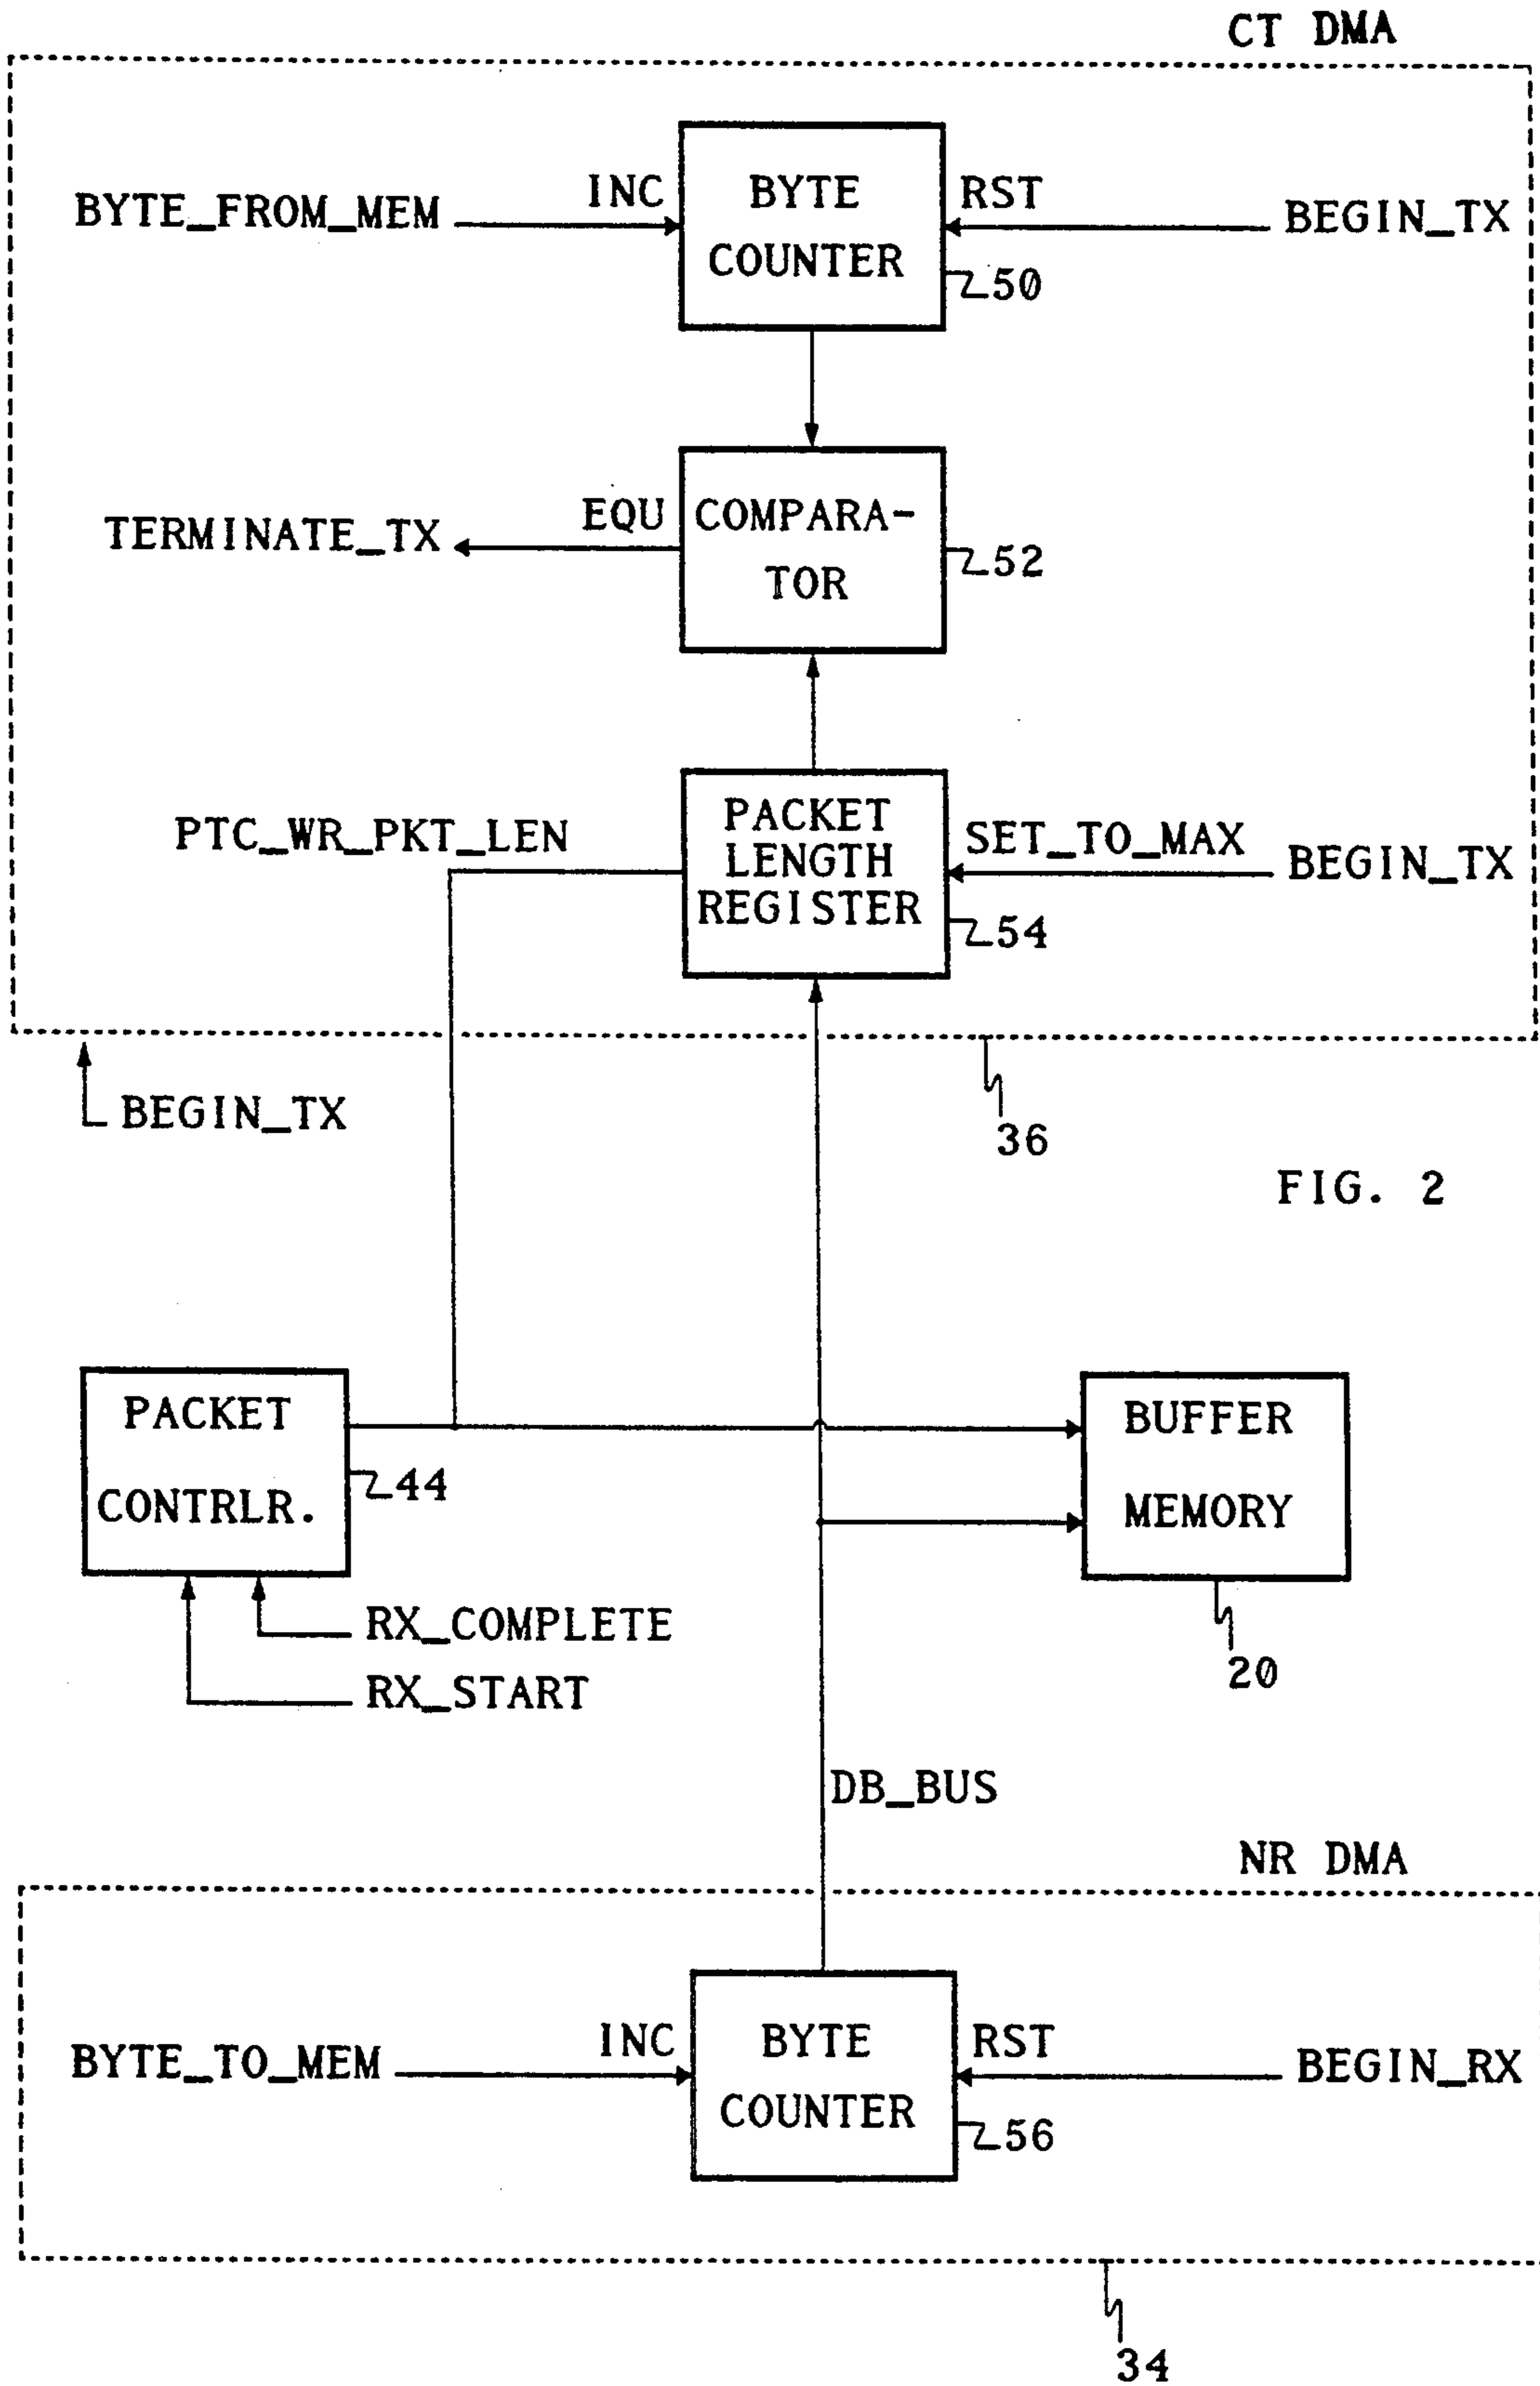 CT DMA
BYTE_FROM_MEM
INC
BYTE
COUNTER
RST
BEGIN_TX
50
TERMINATE_TX
EQU
COMPARA-
TOR
52
PTC_WR_PKT_LEN
PACKET
LENGTH
REGISTER
SET_TO_MAX
BEGIN_TX
54
BEGIN_TX
36
FIG. 2
PACKET
CONTRLR.
44
BUFFER
MEMORY
RX_COMPLETE
RX_START
20
DB_BUS
NR DMA
BYTE_TO_MEM
INC
BYTE
COUNTER
RST
BEGIN_RX
56
34